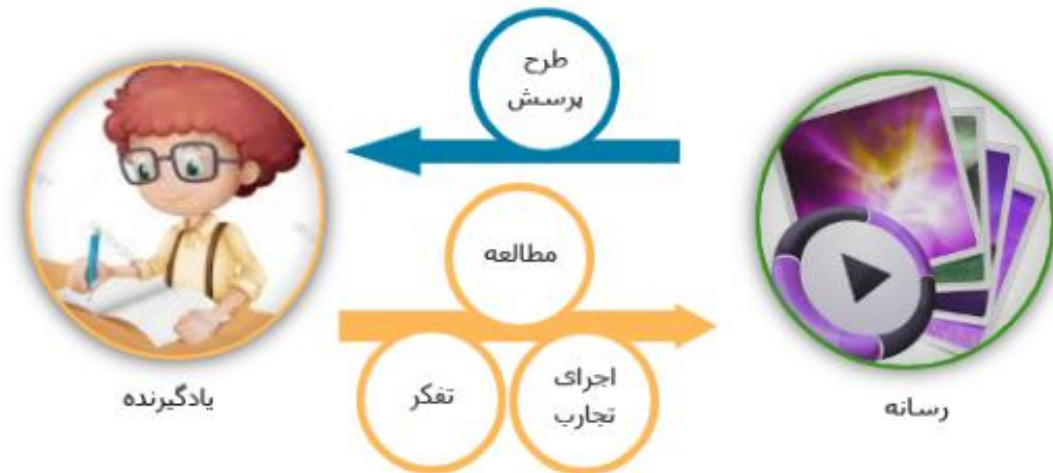 طرح
پرسش
مطالعه
تفکر
اجرای
تجارب
یادگیرنده
رسانه